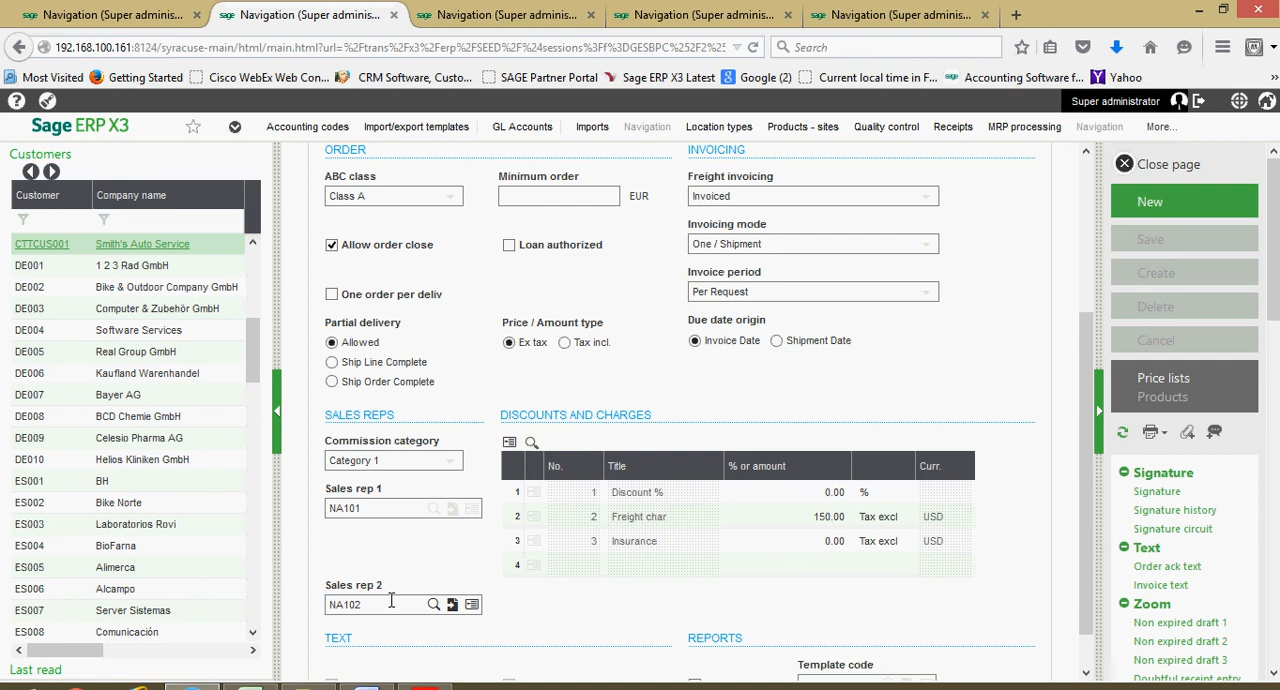 sage Navigation (Super adminis... ×
sage Navigation (Super administ... ×
sage Navigation (Super administ... ×
sage Navigation (Super administ... ×
sage Navigation (Super administ... × +
192.168.100.161:8124/syracuse-main/html/main.html?url=%2Ftrans%2Fx3%2Ferp%2FSEED%2F%24sessions%3Ff%3DGESBPC%252F2%25
Search
Most Visited Getting Started Cisco WebEx Web Con... CRM Software, Custo... SAGE Partner Portal Sage ERP X3 Latest Google (2) Current local time in F... Accounting Software f... Yahoo »
Super administrator
Sage ERP X3
Accounting codes Import/export templates GL Accounts Imports Navigation Location types Products - sites Quality control Receipts MRP processing Navigation More...
Customers
Customer Company name
CTTCUS001 Smith's Auto Service
DE001 1 2 3 Rad GmbH
DE002 Bike & Outdoor Company GmbH
DE003 Computer & Zubehör GmbH
DE004 Software Services
DE005 Real Group GmbH
DE006 Kaufland Warenhandel
DE007 Bayer AG
DE008 BCD Chemie GmbH
DE009 Celesio Pharma AG
DE010 Helios Kliniken GmbH
ES001 BH
ES002 Bike Norte
ES003 Laboratorios Rovi
ES004 BioFarna
ES005 Alimerca
ES006 Alcampo
ES007 Server Sistemas
ES008 Comunicación
Last read
ORDER
ABC class Minimum order
Class A EUR
Allow order close Loan authorized
One order per deliv
Partial delivery Price / Amount type
Allowed Ex tax Tax incl.
Ship Line Complete
Ship Order Complete
INVOICING
Freight invoicing
Invoiced
Invoicing mode
One / Shipment
Invoice period
Per Request
Due date origin
Invoice Date Shipment Date
SALES REPS
Commission category
Category 1
Sales rep 1
NA101
Sales rep 2
NA102
DISCOUNTS AND CHARGES
No. Title % or amount Curr.
1 1 Discount % 0.00 %
2 2 Freight char 150.00 Tax excl USD
3 3 Insurance 0.00 Tax excl USD
4
TEXT
REPORTS
Template code
Close page
New
Save
Create
Delete
Cancel
Price lists
Products
Signature
Signature
Signature history
Signature circuit
Text
Order ack text
Invoice text
Zoom
Non expired draft 1
Non expired draft 2
Non expired draft 3
Doubtful receipt entry